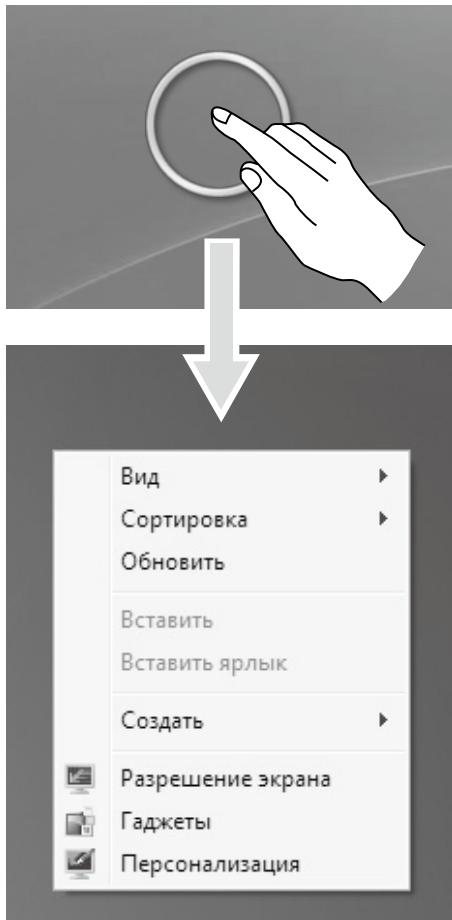 Вид
Сортировка
Обновить
Вставить
Вставить ярлык
Создать
Разрешение экрана
Гаджеты
Персонализация